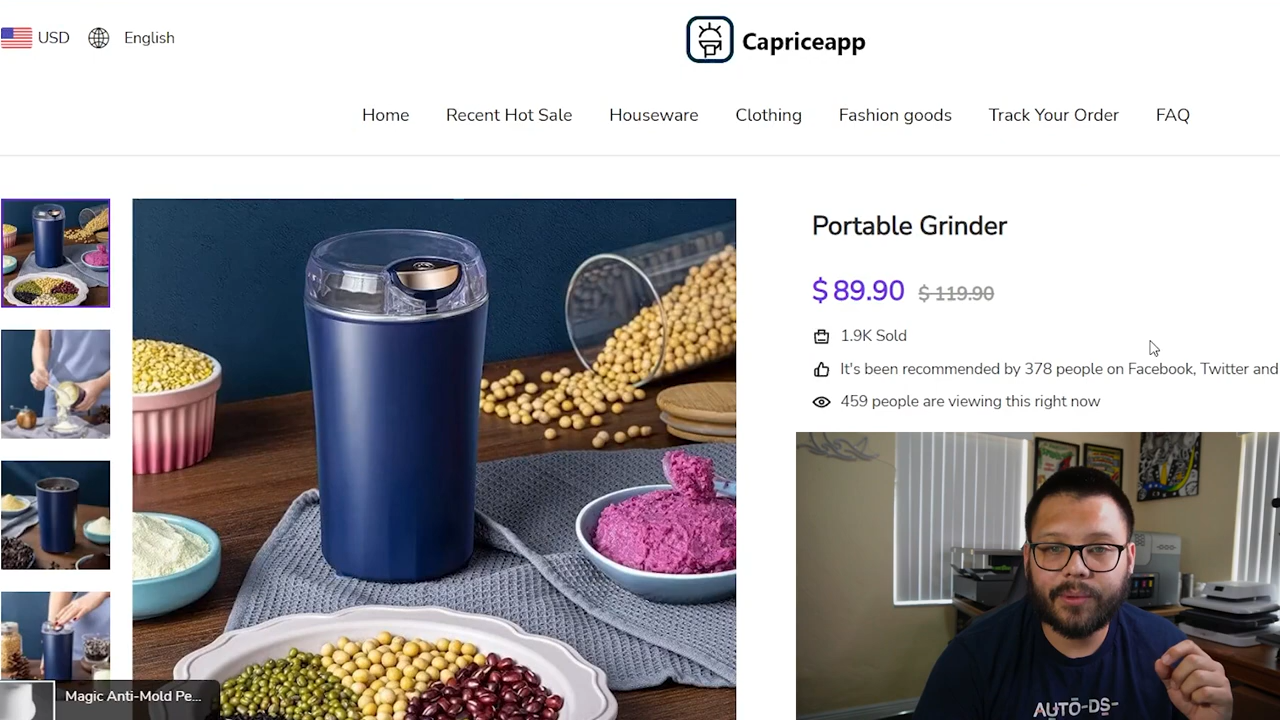 USD English
Capriceapp
Home Recent Hot Sale Houseware Clothing Fashion goods Track Your Order FAQ
Portable Grinder
$ 89.90 $ 119.90
1.9K Sold
It's been recommended by 378 people on Facebook, Twitter and
459 people are viewing this right now
Magic Anti-Mold Pe...
AUTO-DS-